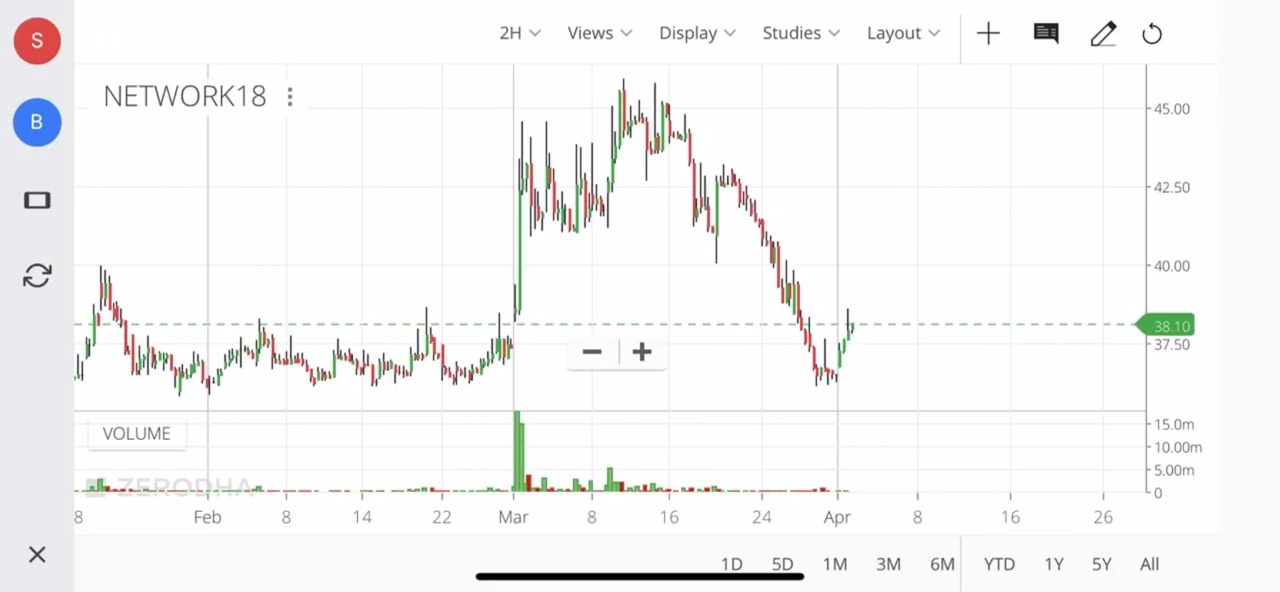 S
2H Views Display Studies Layout
B
NETWORK18
45.00
42.50
40.00
38.10
37.50
VOLUME
15.0m
10.00m
5.00m
0
ZERODHA
8 Feb 8 14 22 Mar 8 16 24 Apr 8 16 26
1D 5D 1M 3M 6M YTD 1Y 5Y All